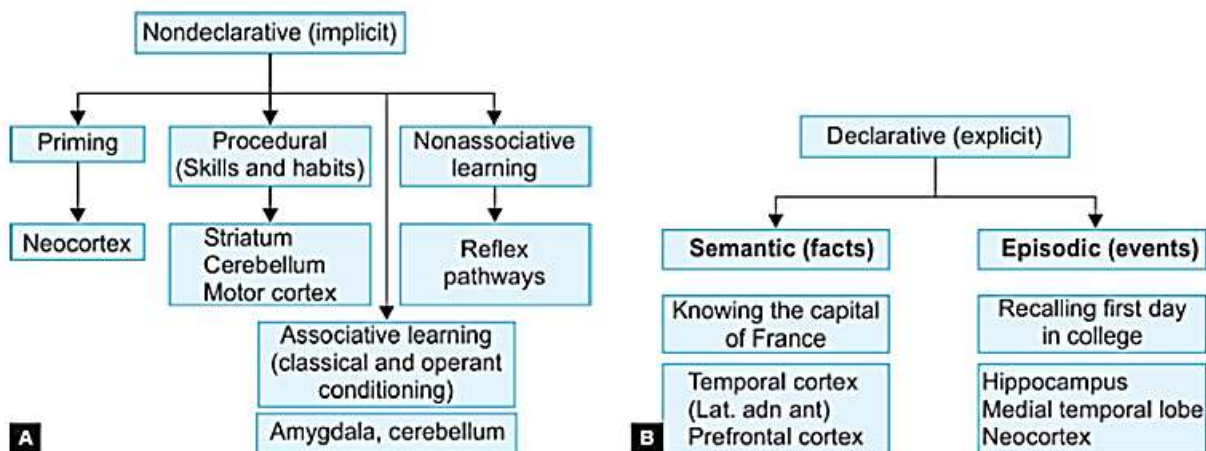 Nondeclarative (implicit)
Priming
Procedural
(Skills and habits)
Nonassociative
learning
Neocortex
Striatum
Cerebellum
Motor cortex
Reflex
pathways
Associative learning
(classical and operant
conditioning)
Amygdala, cerebellum
A
Declarative (explicit)
Semantic (facts)
Episodic (events)
Knowing the capital
of France
Recalling first day
in college
Temporal cortex
(Lat. adn ant)
Prefrontal cortex
Hippocampus
Medial temporal lobe
Neocortex
B